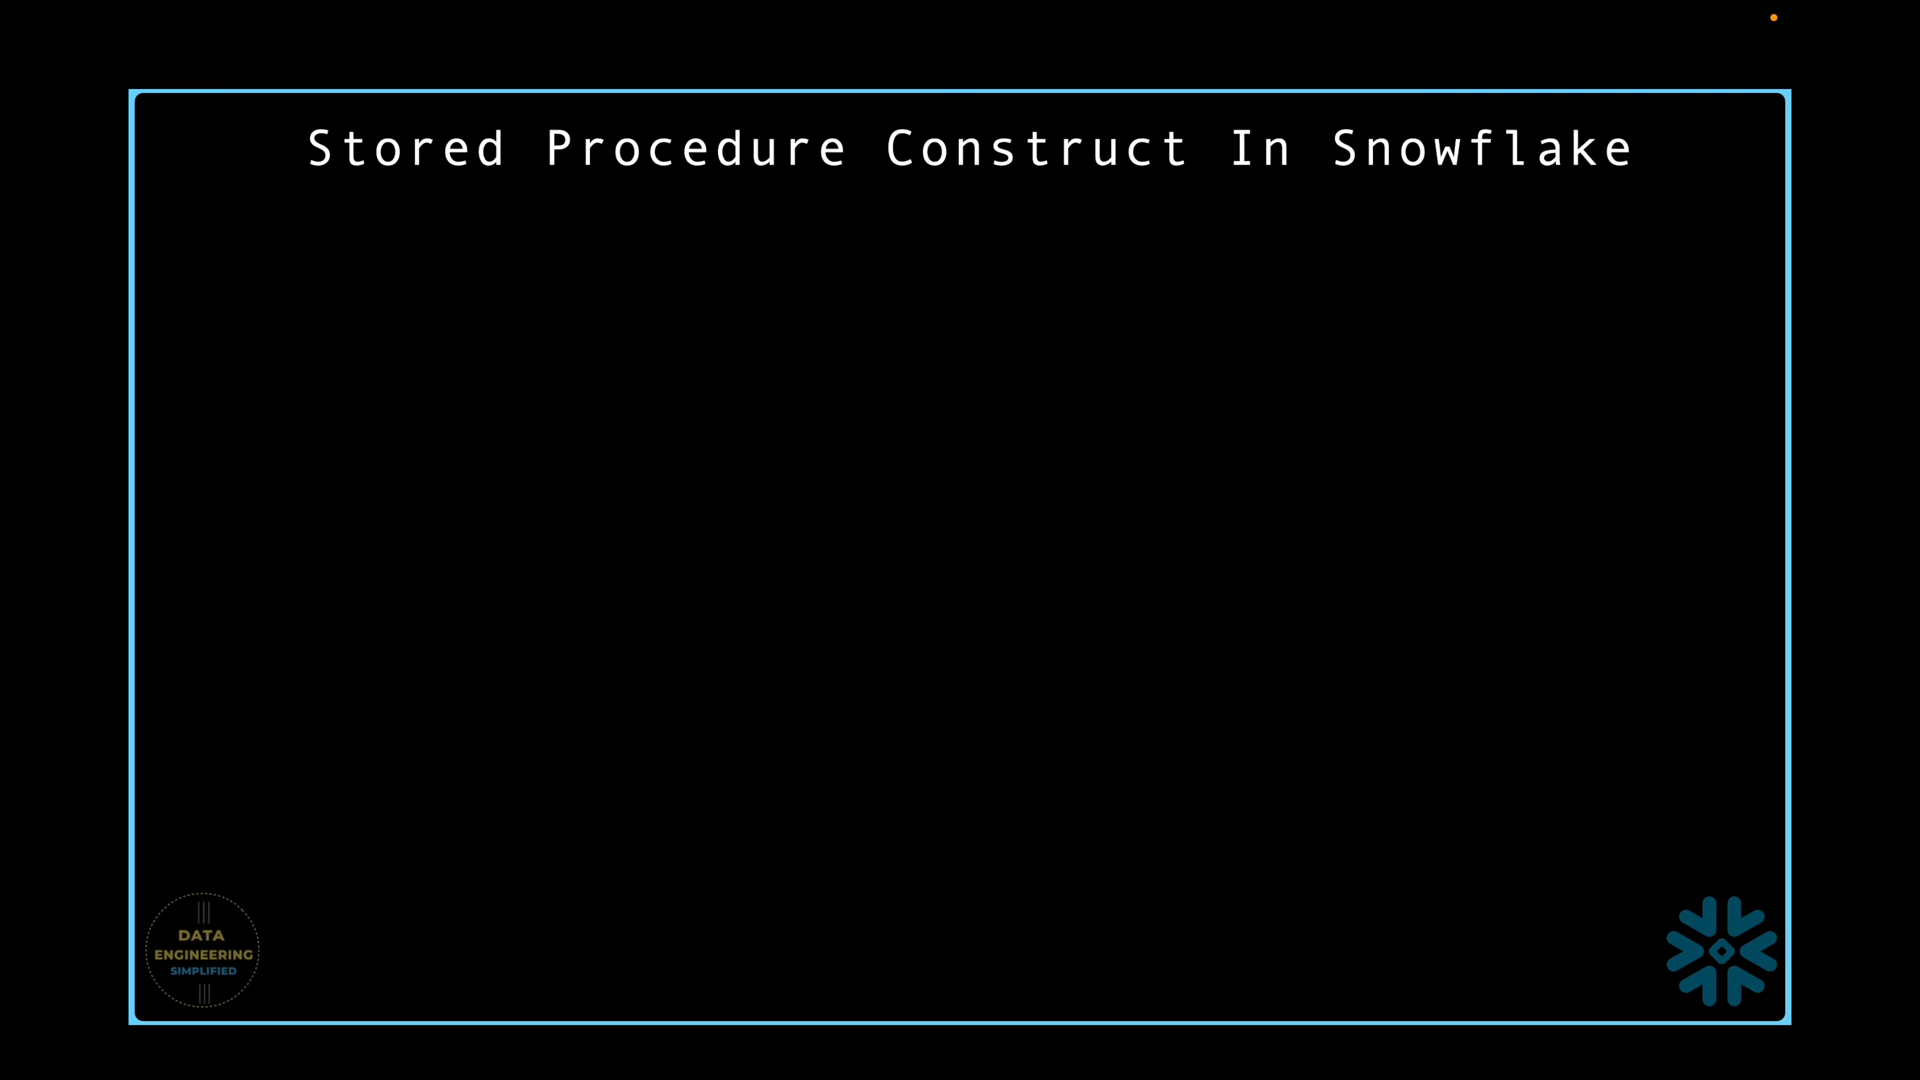 Stored Procedure Construct In Snowflake
DATA
ENGINEERING
SIMPLIFIED